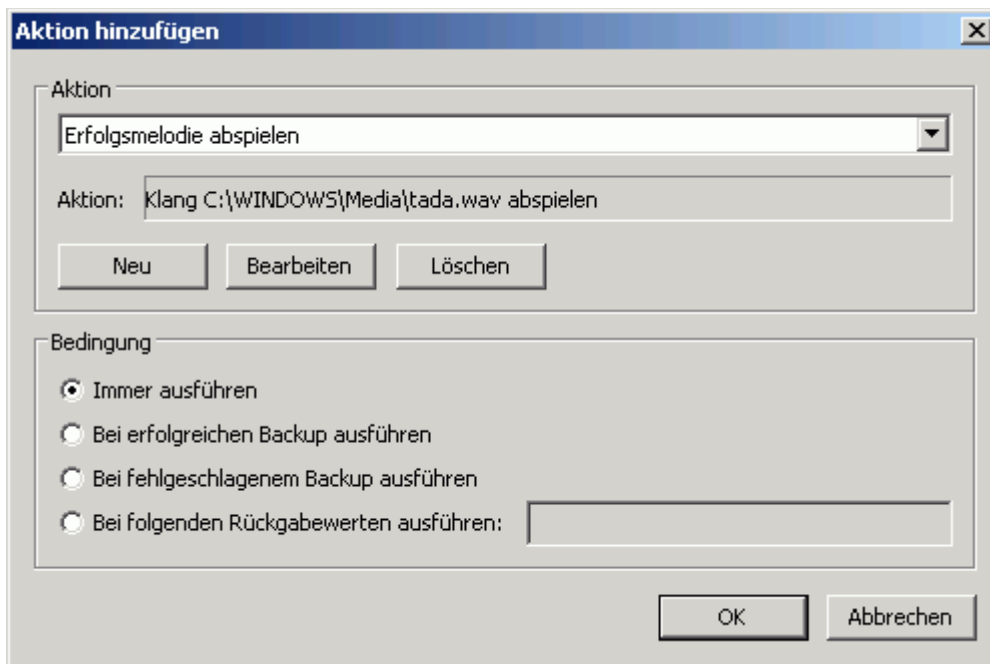 Aktion hinzufügen
Aktion
Erfolgsmelodie abspielen
Aktion: Klang C:\WINDOWS\Media\tada.wav abspielen
Neu Bearbeiten Löschen
Bedingung
Immer ausführen
Bei erfolgreichen Backup ausführen
Bei fehlgeschlagenem Backup ausführen
Bei folgenden Rückgabewerten ausführen:
OK Abbrechen